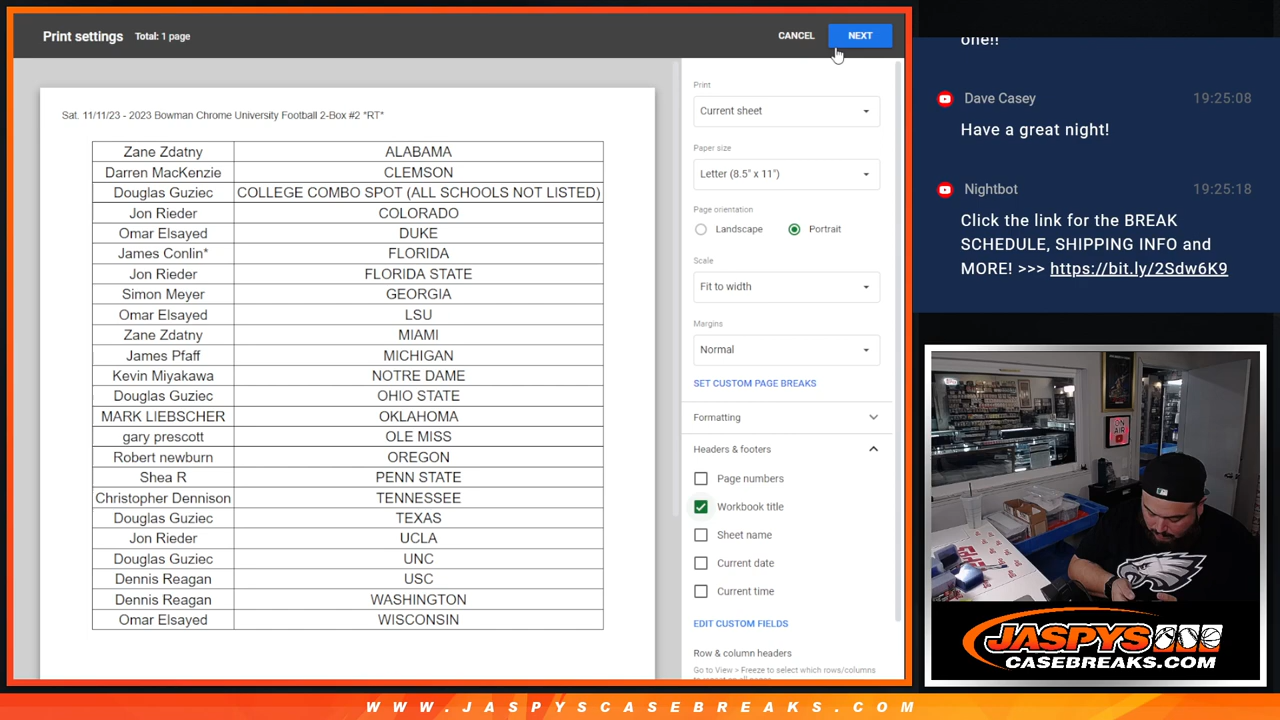 Print settings Total: 1 page CANCEL NEXT
Sat. 11/11/23 - 2023 Bowman Chrome University Football 2-Box #2 *RT*
Zane Zdatny ALABAMA
Darren MacKenzie CLEMSON
Douglas Guziec COLLEGE COMBO SPOT (ALL SCHOOLS NOT LISTED)
Jon Rieder COLORADO
Omar Elsayed DUKE
James Conlin* FLORIDA
Jon Rieder FLORIDA STATE
Simon Meyer GEORGIA
Omar Elsayed LSU
Zane Zdatny MIAMI
James Pfaff MICHIGAN
Kevin Miyakawa NOTRE DAME
Douglas Guziec OHIO STATE
MARK LIEBSCHER OKLAHOMA
gary prescott OLE MISS
Robert newburn OREGON
Shea R PENN STATE
Christopher Dennison TENNESSEE
Douglas Guziec TEXAS
Jon Rieder UCLA
Douglas Guziec UNC
Dennis Reagan USC
Dennis Reagan WASHINGTON
Omar Elsayed WISCONSIN
Print
Current sheet
Paper size
Letter (8.5" x 11")
Page orientation
Landscape Portrait
Scale
Fit to width
Margins
Normal
SET CUSTOM PAGE BREAKS
Formatting
Headers & footers
Page numbers
Workbook title
Sheet name
Current date
Current time
EDIT CUSTOM FIELDS
Row & column headers
Go to View > Freeze to select which rows/columns
one!!
Dave Casey 19:25:08
Have a great night!
Nightbot 19:25:18
Click the link for the BREAK
SCHEDULE, SHIPPING INFO and
MORE! >>> https://bit.ly/2Sdw6K9
ON
AIR
JASPYS
CASEBREAKS.COM
WWW.JASPYSCASEBREAKS.COM